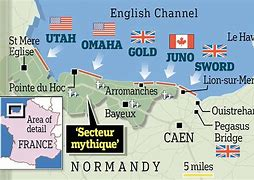 English Channel
UTAH
OMAHA
GOLD
JUNO
SWORD
Le Hav
St Mere
Eglise
Pointe du Hoc
Arromanches
Lion-sur-Mer
Bayeux
Ouistreham
Pegasus
Bridge
CAEN
'Secteur
mythique'
Area of
detail
FRANCE
NORMANDY
5 miles